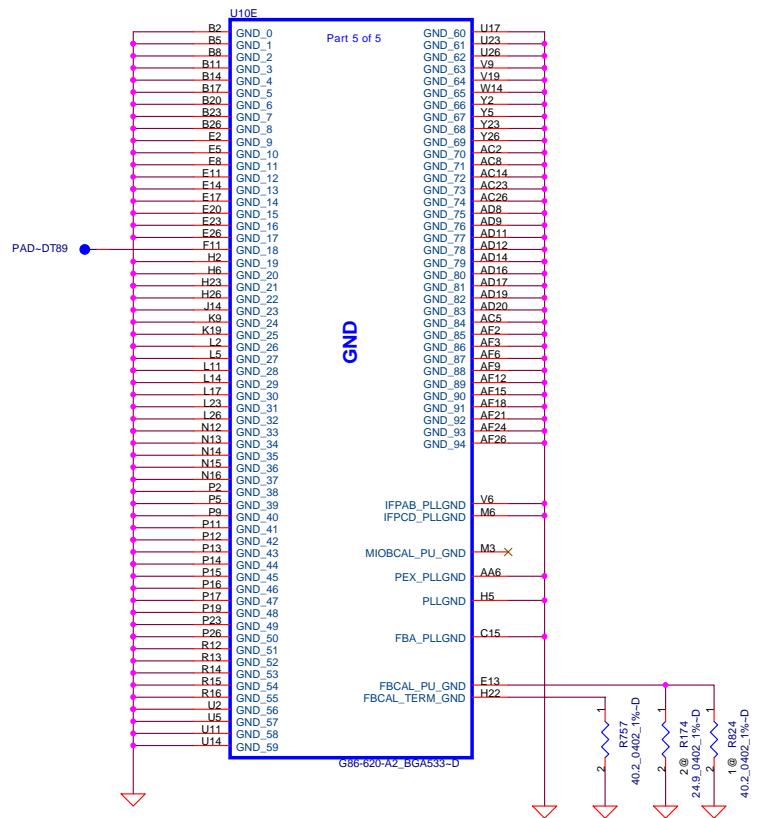 U10E
Part 5 of 5
B2 GND_0
B5 GND_1
B8 GND_2
B11 GND_3
B14 GND_4
B17 GND_5
B20 GND_6
B23 GND_7
B26 GND_8
E2 GND_9
E5 GND_10
E8 GND_11
E11 GND_12
E14 GND_13
E17 GND_14
E20 GND_15
E23 GND_16
E26 GND_17
PAD~DT89 F11 GND_18
H2 GND_19
H6 GND_20
H23 GND_21
H26 GND_22
J14 GND_23
K9 GND_24
K19 GND_25
L2 GND_26
L5 GND_27
L11 GND_28
L14 GND_29
L17 GND_30
L23 GND_31
L26 GND_32
N12 GND_33
N13 GND_34
N14 GND_35
N15 GND_36
N16 GND_37
P2 GND_38
P5 GND_39
P9 GND_40
P11 GND_41
P12 GND_42
P13 GND_43
P14 GND_44
P15 GND_45
P16 GND_46
P17 GND_47
P19 GND_48
P23 GND_49
P26 GND_50
R12 GND_51
R13 GND_52
R14 GND_53
R15 GND_54
R16 GND_55
U2 GND_56
U5 GND_57
U11 GND_58
U14 GND_59
GND
GND_60 U17
GND_61 U23
GND_62 U26
GND_63 V9
GND_64 V19
GND_65 W14
GND_66 Y2
GND_67 Y5
GND_68 Y23
GND_69 Y26
GND_70 AC2
GND_71 AC8
GND_72 AC14
GND_73 AC23
GND_74 AC26
GND_75 AD8
GND_76 AD9
GND_77 AD11
GND_78 AD12
GND_79 AD14
GND_80 AD16
GND_81 AD17
GND_82 AD19
GND_83 AD20
GND_84 AC5
GND_85 AF2
GND_86 AF3
GND_87 AF6
GND_88 AF9
GND_89 AF12
GND_90 AF15
GND_91 AF18
GND_92 AF21
GND_93 AF24
GND_94 AF26
IFPAB_PLLGND V6
IFPCD_PLLGND M6
MIOBCAL_PU_GND M3
PEX_PLLGND AA6
PLLGND H5
FBA_PLLGND C15
FBCAL_PU_GND E13
FBCAL_TERM_GND H22
G86-620-A2_BGA533~D
1 2
R757
40.2_0402_1%~D
1 2
2@ R174
24.9_0402_1%~D
1 2
1@ R824
40.2_0402_1%~D